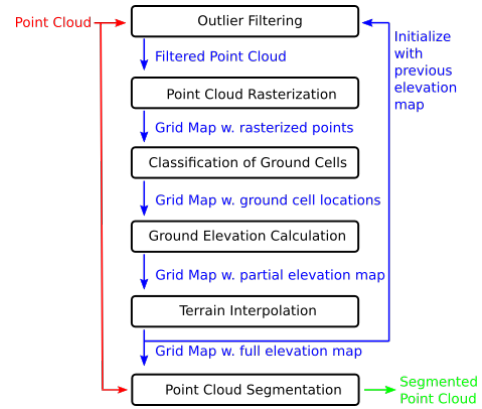 Point Cloud
Outlier Filtering
Initialize
with
previous
elevation
map
Filtered Point Cloud
Point Cloud Rasterization
Grid Map w. rasterized points
Classification of Ground Cells
Grid Map w. ground cell locations
Ground Elevation Calculation
Grid Map w. partial elevation map
Terrain Interpolation
Grid Map w. full elevation map
Point Cloud Segmentation
Segmented
Point Cloud